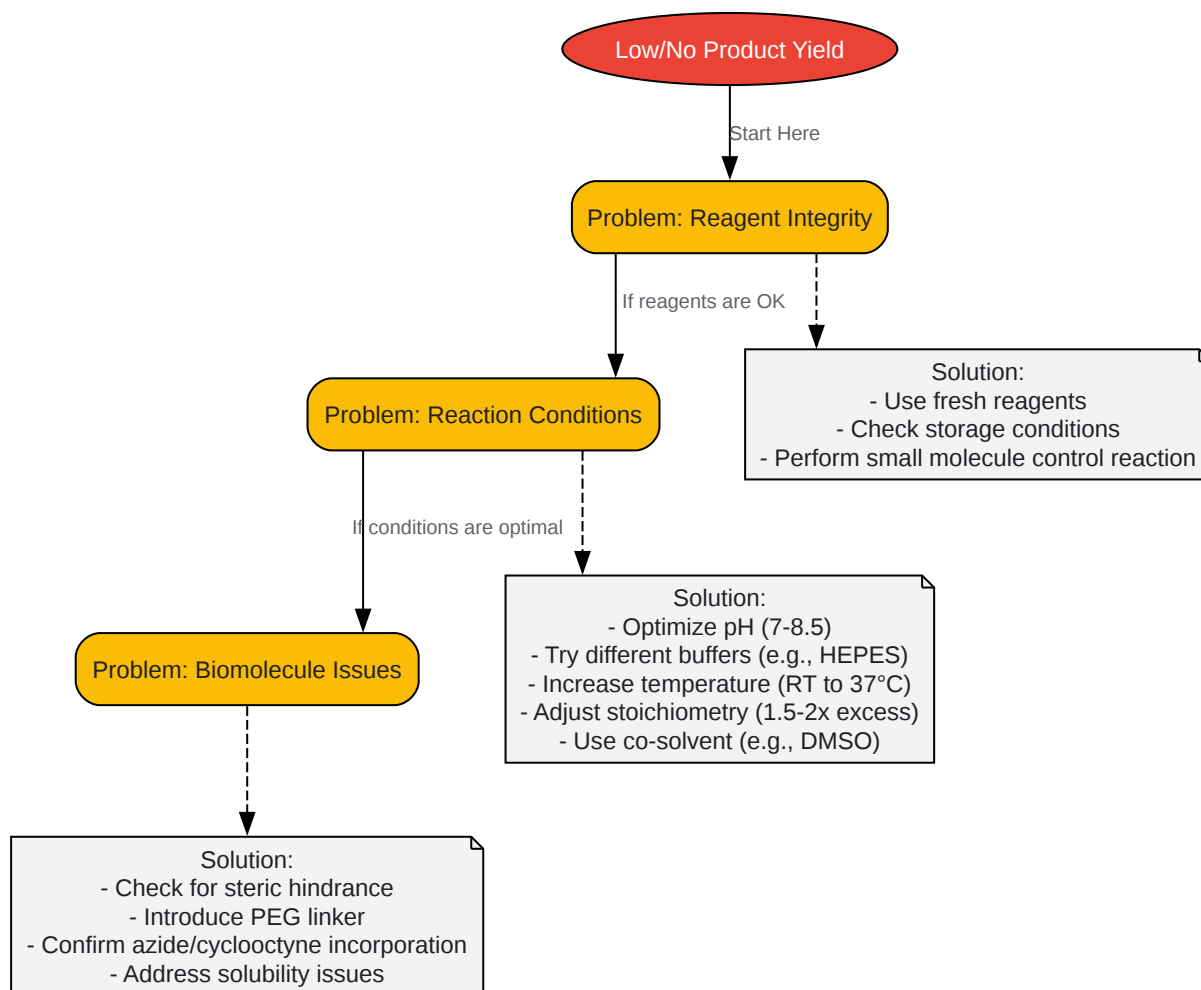 Low/No Product Yield
Start Here
Problem: Reagent Integrity
If reagents are OK
Solution:
- Use fresh reagents
- Check storage conditions
- Perform small molecule control reaction
Problem: Reaction Conditions
If conditions are optimal
Solution:
- Optimize pH (7-8.5)
- Try different buffers (e.g., HEPES)
- Increase temperature (RT to 37°C)
- Adjust stoichiometry (1.5-2x excess)
- Use co-solvent (e.g., DMSO)
Problem: Biomolecule Issues
Solution:
- Check for steric hindrance
- Introduce PEG linker
- Confirm azide/cyclooctyne incorporation
- Address solubility issues